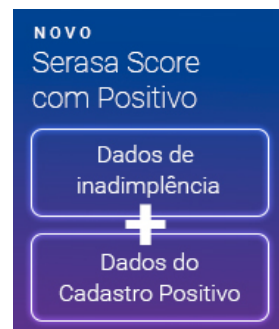 NOVO
Serasa Score
com Positivo
Dados de
inadimplência
+
Dados do
Cadastro Positivo